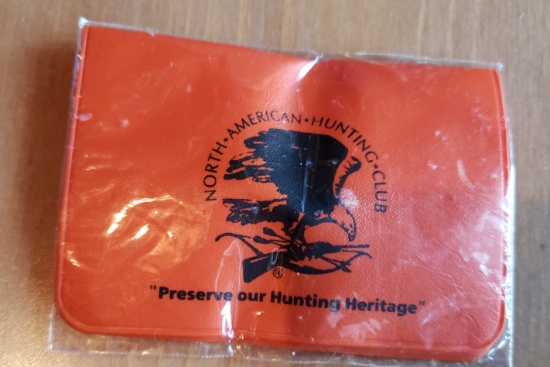 NORTH • AMERICAN • HUNTING • CLUB
®
"Preserve our Hunting Heritage"